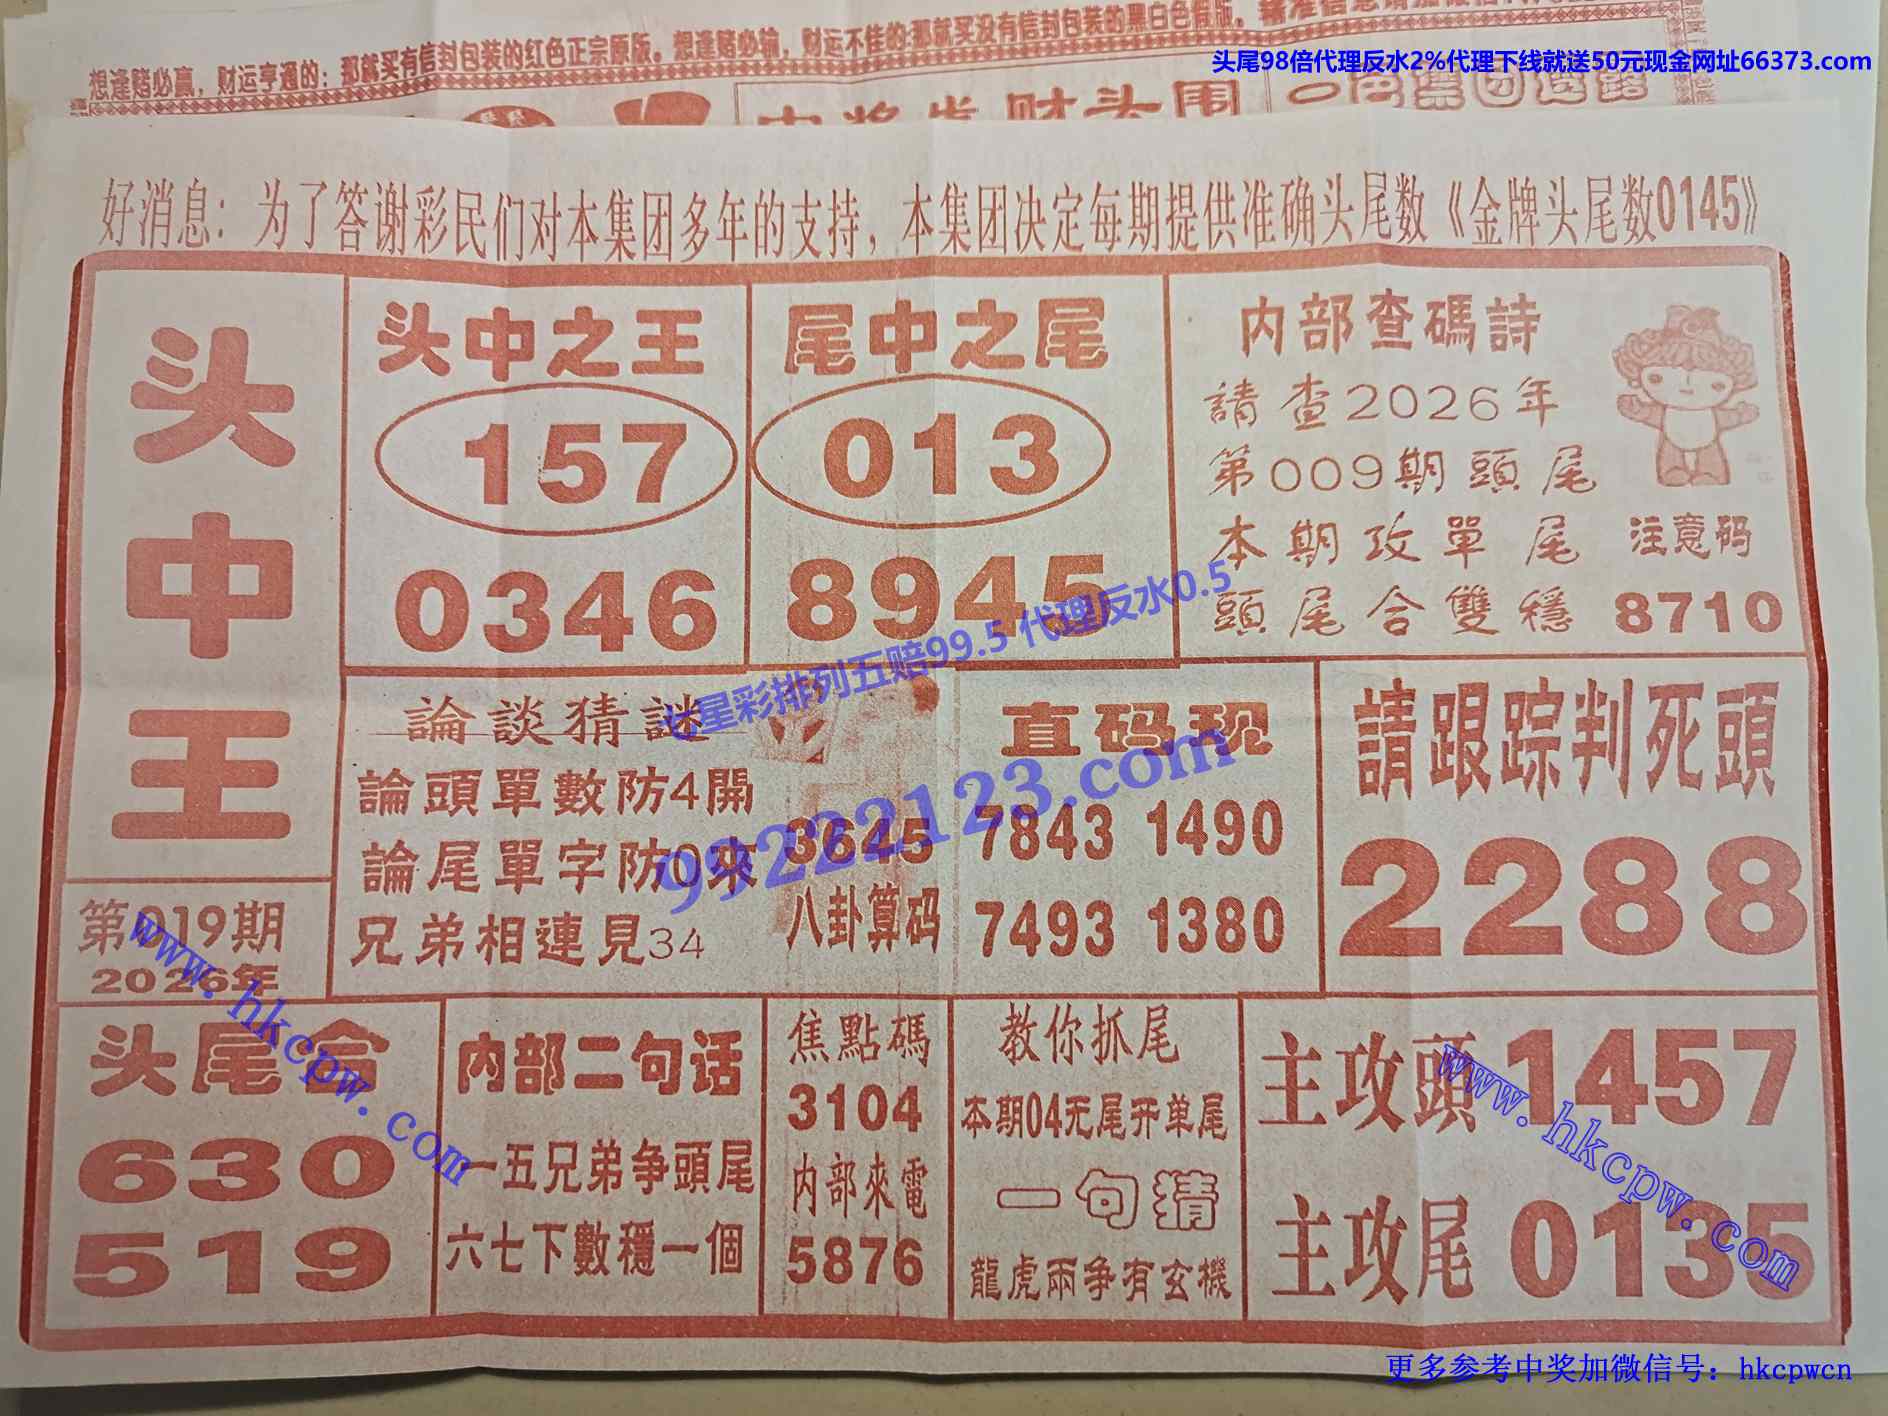 想逢赌必赢，财运亨通的：那就买有信封包装的红色正宗原版。想逢赌必输，财运不佳的：那就买没有信封包装的黑白色假版。
头尾98倍代理反水2%代理下线就送50元现金网址66373.com
好消息：为了答谢彩民们对本集团多年的支持，本集团决定每期提供准确头尾数《金牌头尾数0145》
头中王
第019期
2026年
头中之王
157
0346
尾中之尾
013
8945
内部查碼詩
請查2026年
第009期頭尾
本期攻單尾
頭尾合雙穩
注意码
8710
論談猜謎
論頭單數防4開
論尾單字防0來
兄弟相連見34
3645
八卦算码
直码现
7843 1490
7493 1380
請跟踪判死頭
2288
七星彩排列五赔99.5 代理反水0.5
99222123.com
头尾合
630
519
内部二句话
一五兄弟争頭尾
六七下數穩一個
焦點碼
3104
内部來電
5876
教你抓尾
本期04无尾开单尾
一句猜
龍虎兩争有玄機
主攻頭1457
主攻尾0135
www.hkcpw.com
www.hkcpw.com
更多参考中奖加微信号：hkcpwcn